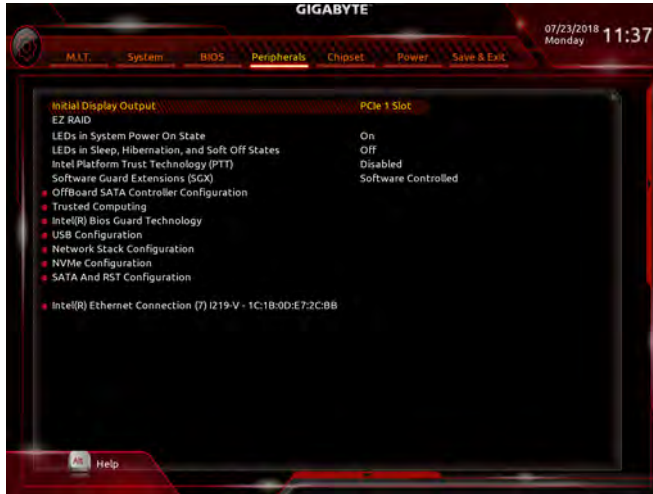 GIGABYTE
07/23/2018 11:37
Monday
M.I.T. System BIOS Peripherals Chipset Power Save & Exit
Initial Display Output PCIe 1 Slot
EZ RAID
LEDs in System Power On State On
LEDs in Sleep, Hibernation, and Soft Off States Off
Intel Platform Trust Technology (PTT) Disabled
Software Guard Extensions (SGX) Software Controlled
OffBoard SATA Controller Configuration
Trusted Computing
Intel(R) Bios Guard Technology
USB Configuration
Network Stack Configuration
NVMe Configuration
SATA And RST Configuration
Intel(R) Ethernet Connection (7) I219-V - 1C:1B:0D:E7:2C:BB
Alt Help